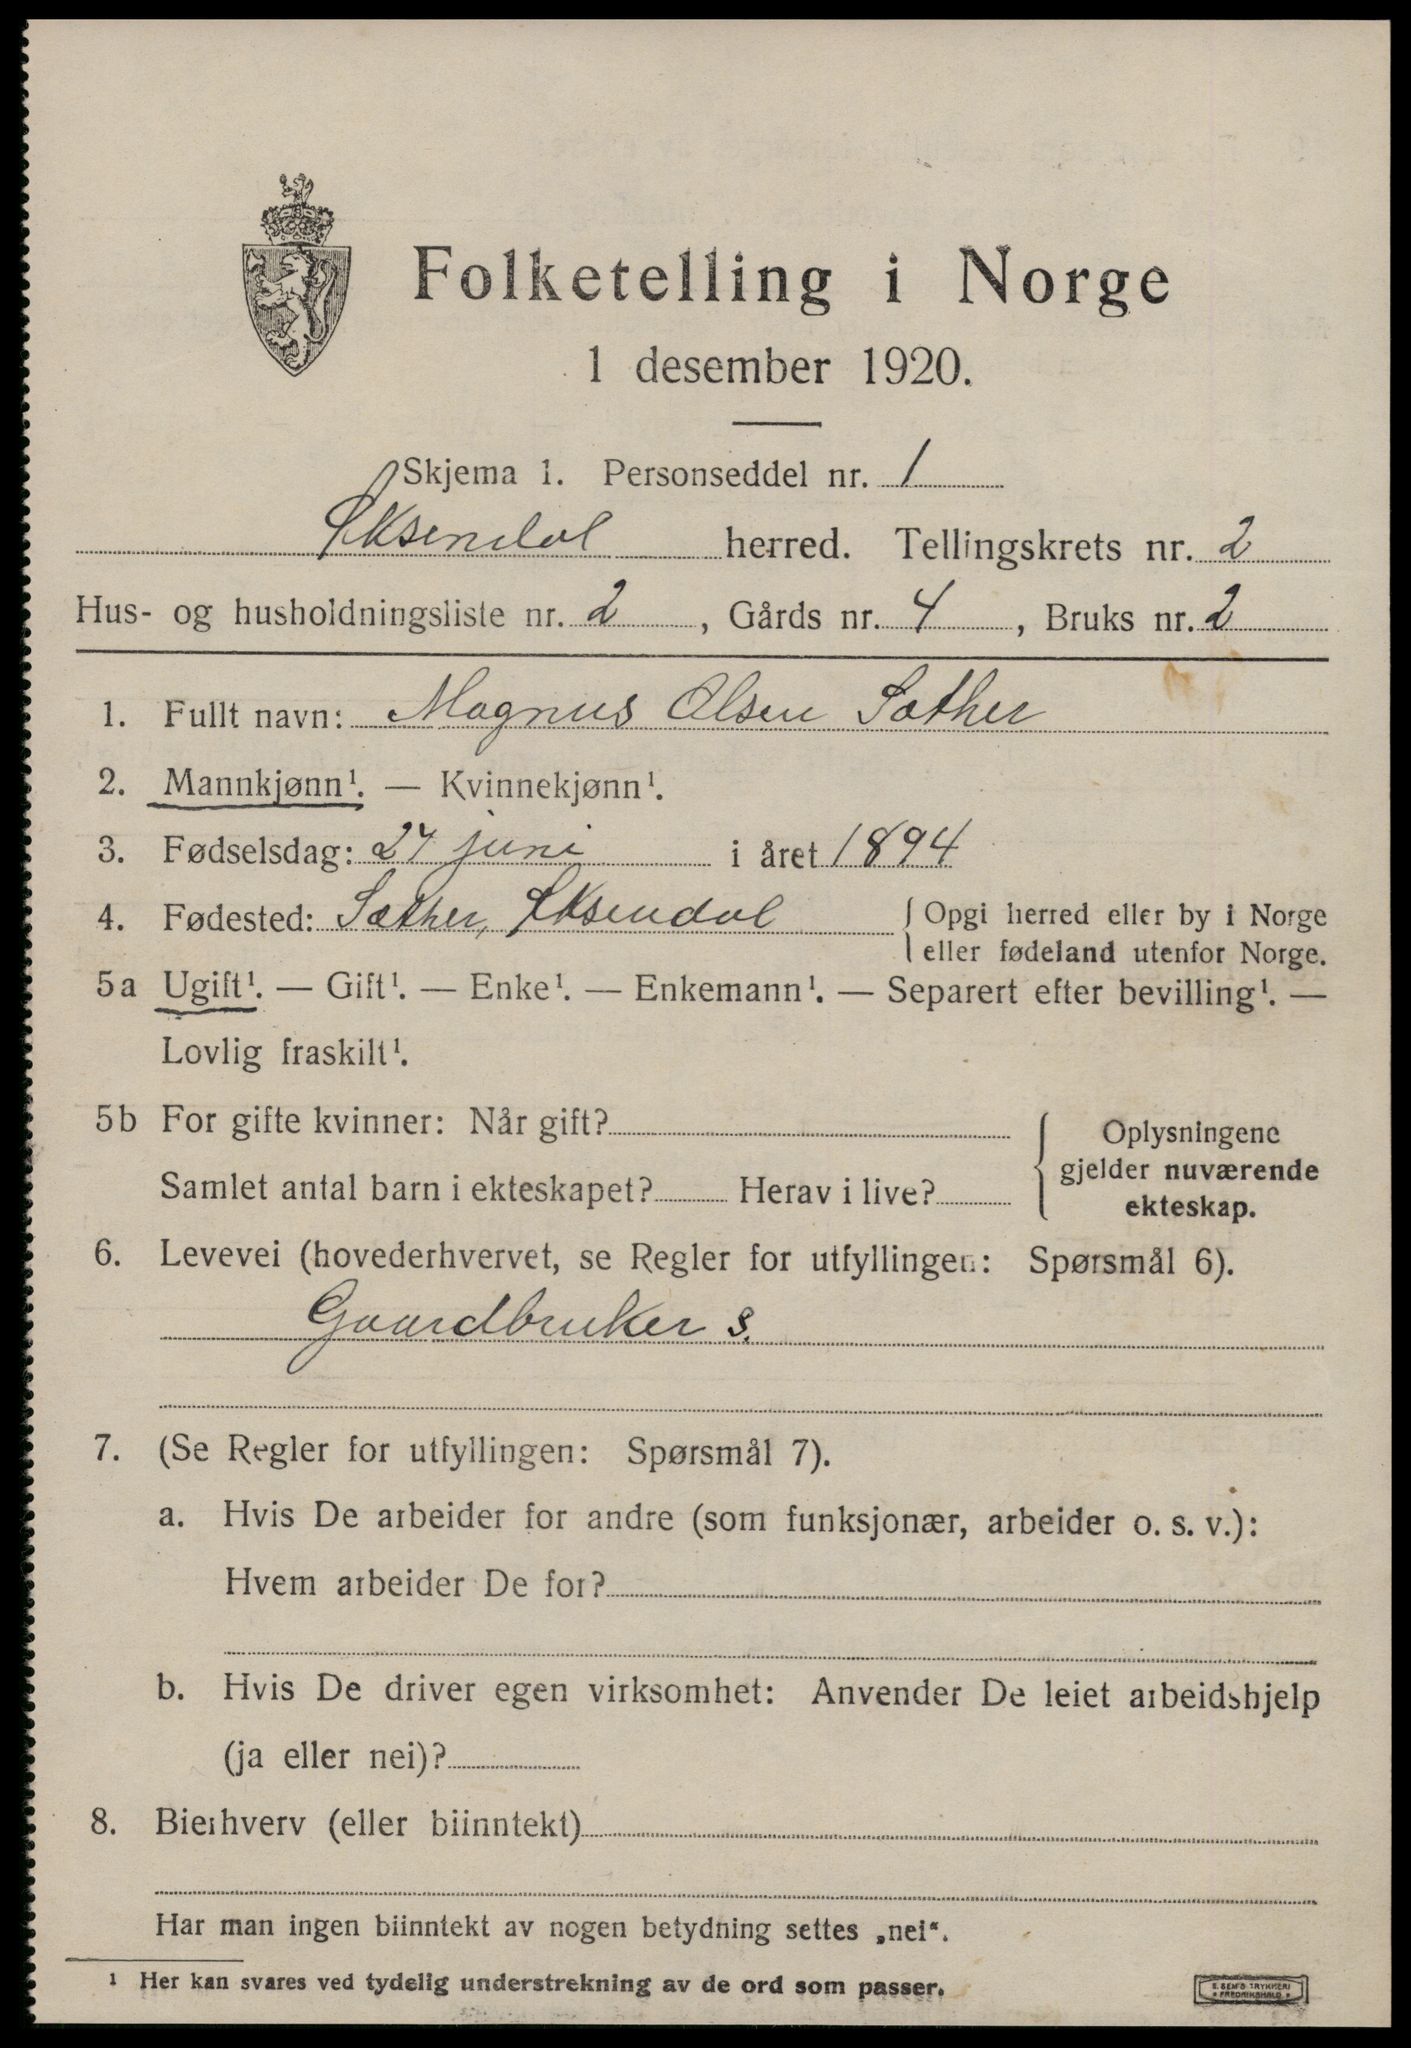 Folketelling i Norge
1 desember 1920.
Skjema 1. Personseddel nr. 1
Øksendal herred. Tellingskrets nr. 2
Hus- og husholdningsliste nr. 2, Gårds nr. 4, Bruks nr. 2
1. Fullt navn: Magnus Olsen Sæther
2. Mannkjønn¹. — Kvinnekjønn¹.
3. Fødselsdag: 24 juni i året 1894
4. Fødested: Sæther, Øksendal { Opgi herred eller by i Norge
eller fødeland utenfor Norge.
5a Ugift¹. — Gift¹. — Enke¹. — Enkemann¹. — Separert efter bevilling¹. —
Lovlig fraskilt¹.
5b For gifte kvinner: Når gift?
Samlet antal barn i ekteskapet? Herav i live?
{ Oplysningene
gjelder nuværende
ekteskap.
6. Levevei (hovederhvervet, se Regler for utfyllingen: Spørsmål 6).
Gaardbruker s.
7. (Se Regler for utfyllingen: Spørsmål 7).
a. Hvis De arbeider for andre (som funksjonær, arbeider o. s. v.):
Hvem arbeider De for?
b. Hvis De driver egen virksomhet: Anvender De leiet arbeidshjelp
(ja eller nei)?
8. Bierhverv (eller biinntekt)
Har man ingen biinntekt av nogen betydning settes „nei“.
¹ Her kan svares ved tydelig understrekning av de ord som passer.
E. SEM'S TRYKKERI
* FREDRIKSHALD *